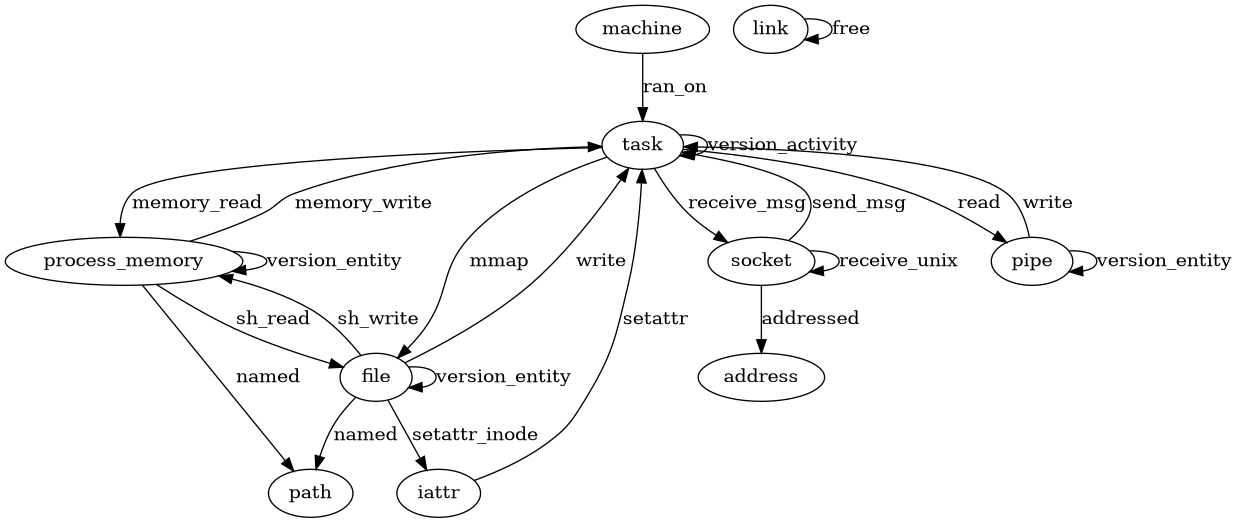 machine
link
free
ran_on
task
version_activity
memory_read
memory_write
receive_msg
send_msg
read
write
process_memory
version_entity
mmap
write
socket
receive_unix
pipe
version_entity
sh_read
sh_write
setattr
addressed
named
file
version_entity
address
named
setattr_inode
path
iattr